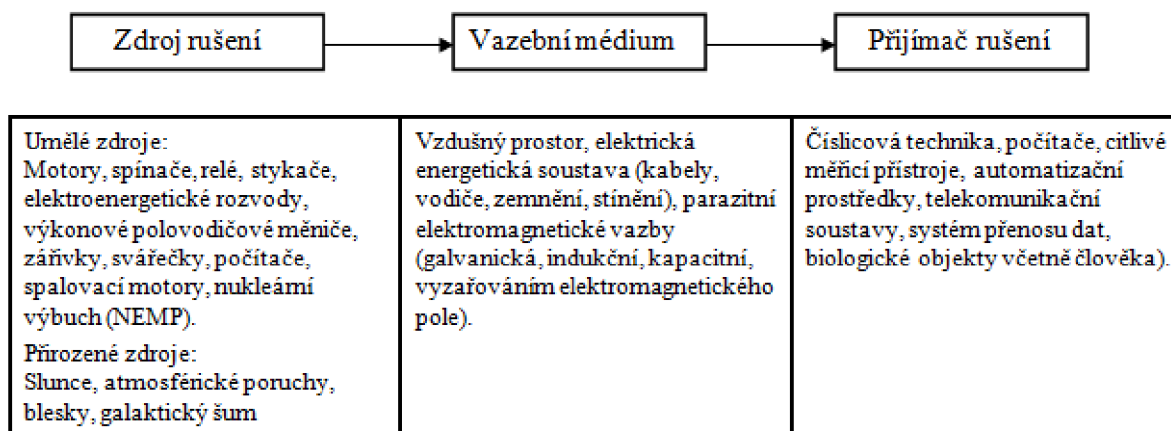 Zdroj rušení
Vazební médium
Přijímač rušení
Umělé zdroje:
Motory, spínače, relé, stykače,
elektroenergetické rozvody,
výkonové polovodičové měniče,
zářivky, svářečky, počítače,
spalovací motory, nukleární
výbuch (NEMP).
Přirozené zdroje:
Slunce, atmosférické poruchy,
blesky, galaktický šum
Vzdušný prostor, elektrická
energetická soustava (kabely,
vodiče, zemnění, stínění), parazitní
elektromagnetické vazby
(galvanická, indukční, kapacitní,
vyzařováním elektromagnetického
pole).
Číslicová technika, počítače, citlivé
měřicí přístroje, automatizační
prostředky, telekomunikační
soustavy, systém přenosu dat,
biologické objekty včetně člověka).